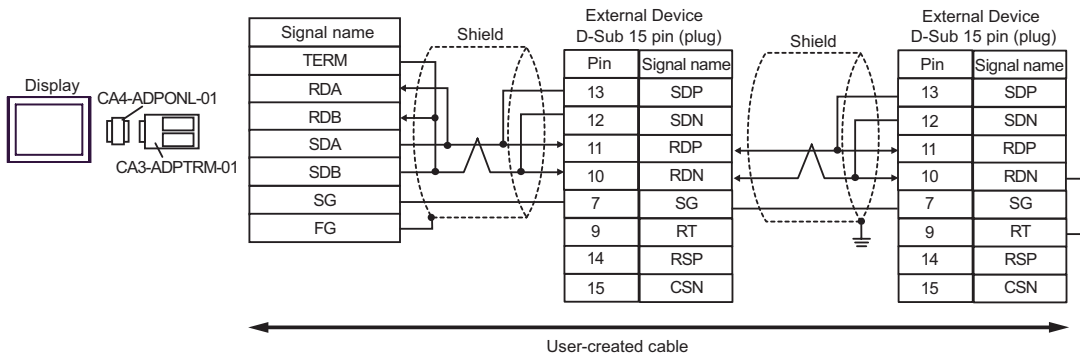 Display
CA4-ADPONL-01
CA3-ADPTRM-01
Signal name
TERM
RDA
RDB
SDA
SDB
SG
FG
Shield
External Device
D-Sub 15 pin (plug)
Pin Signal name
13 SDP
12 SDN
11 RDP
10 RDN
7 SG
9 RT
14 RSP
15 CSN
Shield
External Device
D-Sub 15 pin (plug)
Pin Signal name
13 SDP
12 SDN
11 RDP
10 RDN
7 SG
9 RT
14 RSP
15 CSN
User-created cable